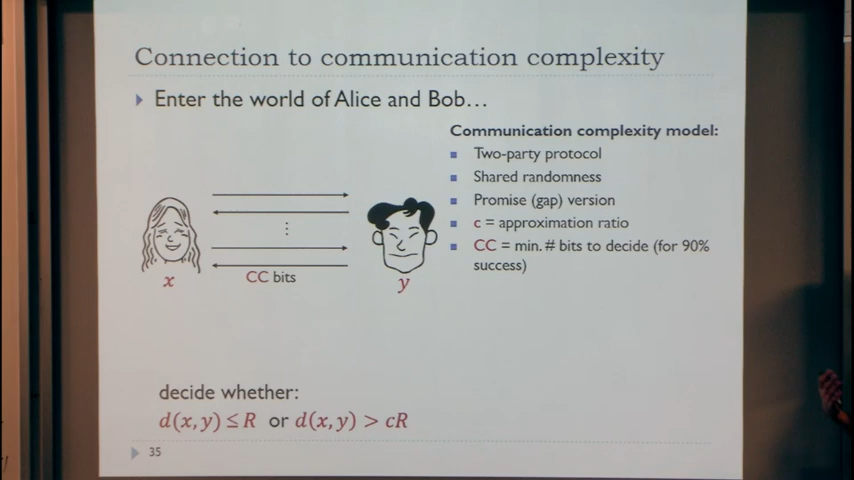 Connection to communication complexity
Enter the world of Alice and Bob…
Communication complexity model:
Two-party protocol
Shared randomness
Promise (gap) version
c = approximation ratio
CC = min. # bits to decide (for 90%
success)
⋮
x
CC bits
y
decide whether:
d(x,y) ≤ R or d(x,y) > cR
35